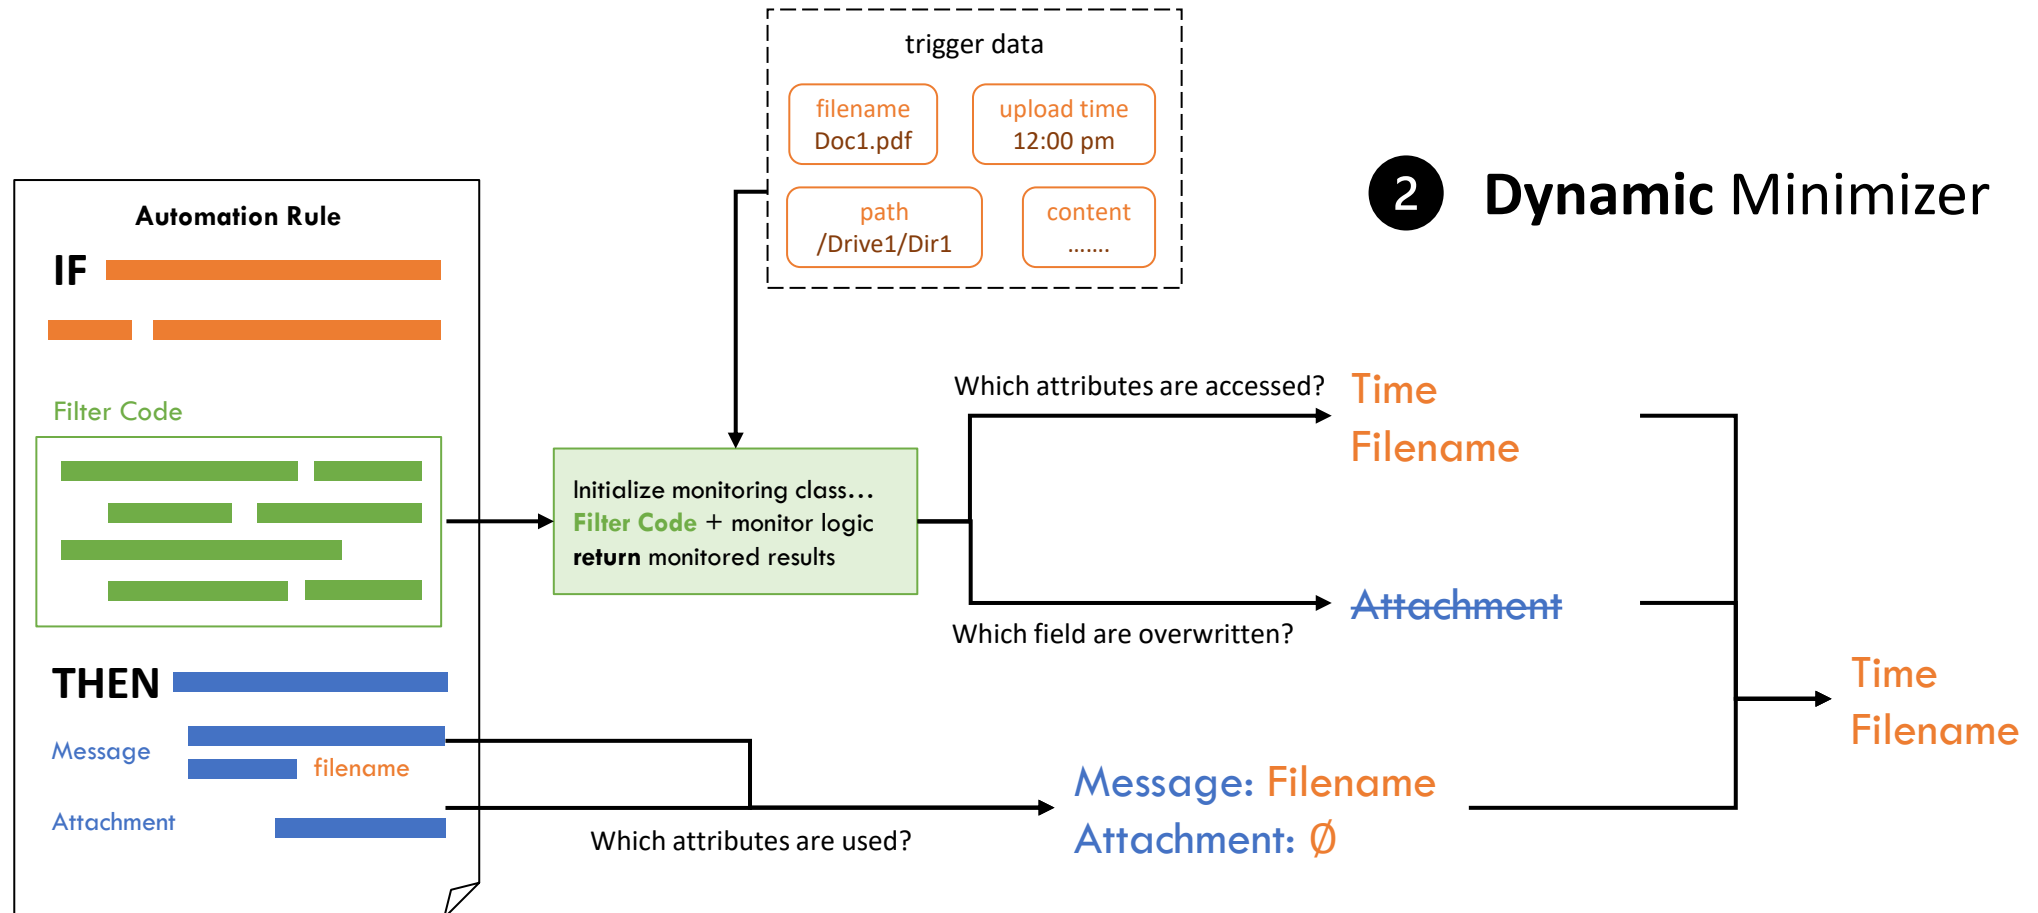 trigger data
filename
Doc1.pdf
upload time
12:00 pm
path
/Drive1/Dir1
content
.......
2 Dynamic Minimizer
Automation Rule
IF
Filter Code
Initialize monitoring class...
Filter Code + monitor logic
return monitored results
Which attributes are accessed?
Time
Filename
Attachment
Which field are overwritten?
THEN
Message
filename
Attachment
Which attributes are used?
Message: Filename
Attachment: Ø
Time
Filename